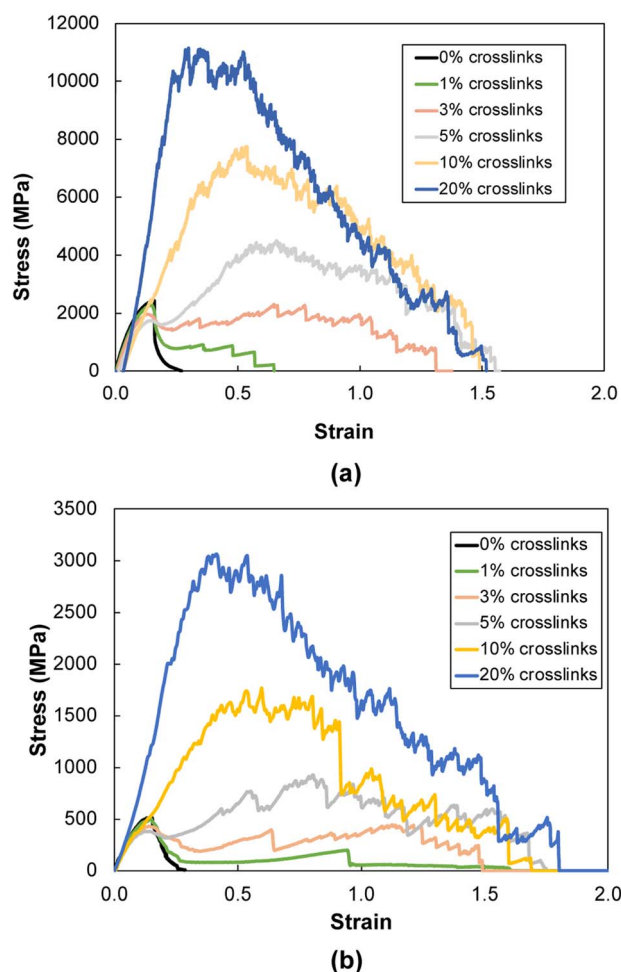 12000
10000
8000
6000
4000
2000
0
Stress (MPa)
0% crosslinks
1% crosslinks
3% crosslinks
5% crosslinks
10% crosslinks
20% crosslinks
0.0 0.5 1.0 1.5 2.0
Strain
(a)
3500
3000
2500
2000
1500
1000
500
0
Stress (MPa)
0% crosslinks
1% crosslinks
3% crosslinks
5% crosslinks
10% crosslinks
20% crosslinks
0.0 0.5 1.0 1.5 2.0
Strain
(b)